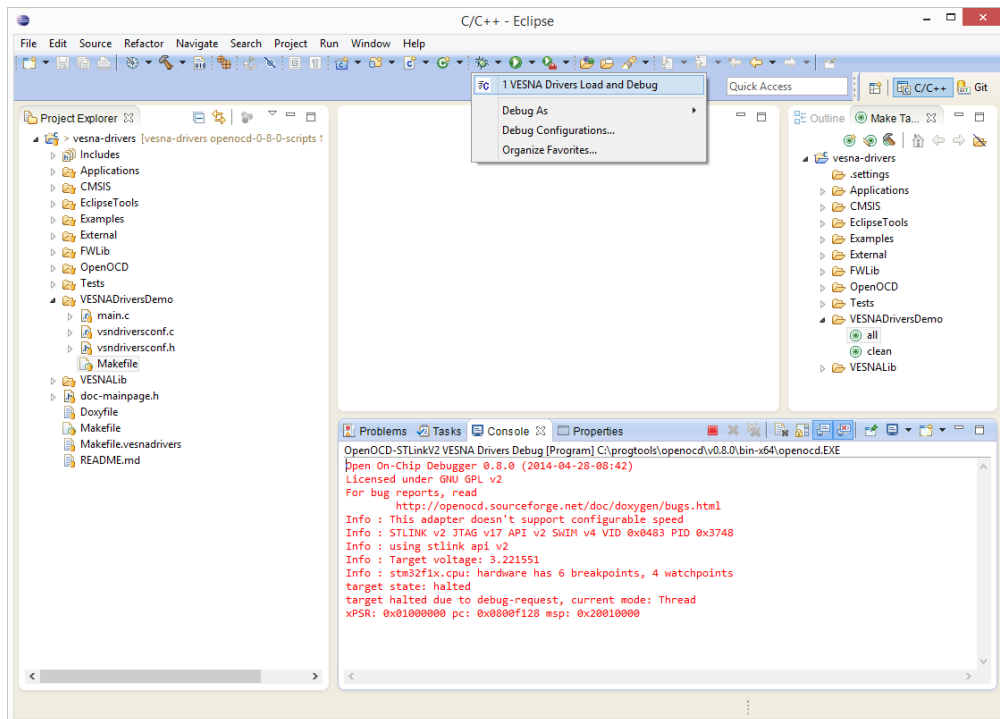 C/C++ - Eclipse
File Edit Source Refactor Navigate Search Project Run Window Help
1 VESNA Drivers Load and Debug
Debug As
Debug Configurations...
Organize Favorites...
Quick Access
C/C++
Git
Project Explorer
> vesna-drivers [vesna-drivers openocd-0-8-0-scripts
Includes
Applications
CMSIS
EclipseTools
Examples
External
FWLib
OpenOCD
Tests
VESNADriversDemo
main.c
vsndriversconf.c
vsndriversconf.h
Makefile
VESNALib
doc-mainpage.h
Doxyfile
Makefile
Makefile.vesnadrivers
README.md
Outline Make Ta...
vesna-drivers
.settings
Applications
CMSIS
EclipseTools
Examples
External
FWLib
OpenOCD
Tests
VESNADriversDemo
all
clean
VESNALib
Problems Tasks Console Properties
OpenOCD-STLinkV2 VESNA Drivers Debug [Program] C:\progtools\openocd\v0.8.0\bin-x64\openocd.EXE
Open On-Chip Debugger 0.8.0 (2014-04-28-08:42)
Licensed under GNU GPL v2
For bug reports, read
http://openocd.sourceforge.net/doc/doxygen/bugs.html
Info : This adapter doesn't support configurable speed
Info : STLINK v2 JTAG v17 API v2 SWIM v4 VID 0x0483 PID 0x3748
Info : using stlink api v2
Info : Target voltage: 3.221551
Info : stm32f1x.cpu: hardware has 6 breakpoints, 4 watchpoints
target state: halted
target halted due to debug-request, current mode: Thread
xPSR: 0x01000000 pc: 0x0800f128 msp: 0x20010000